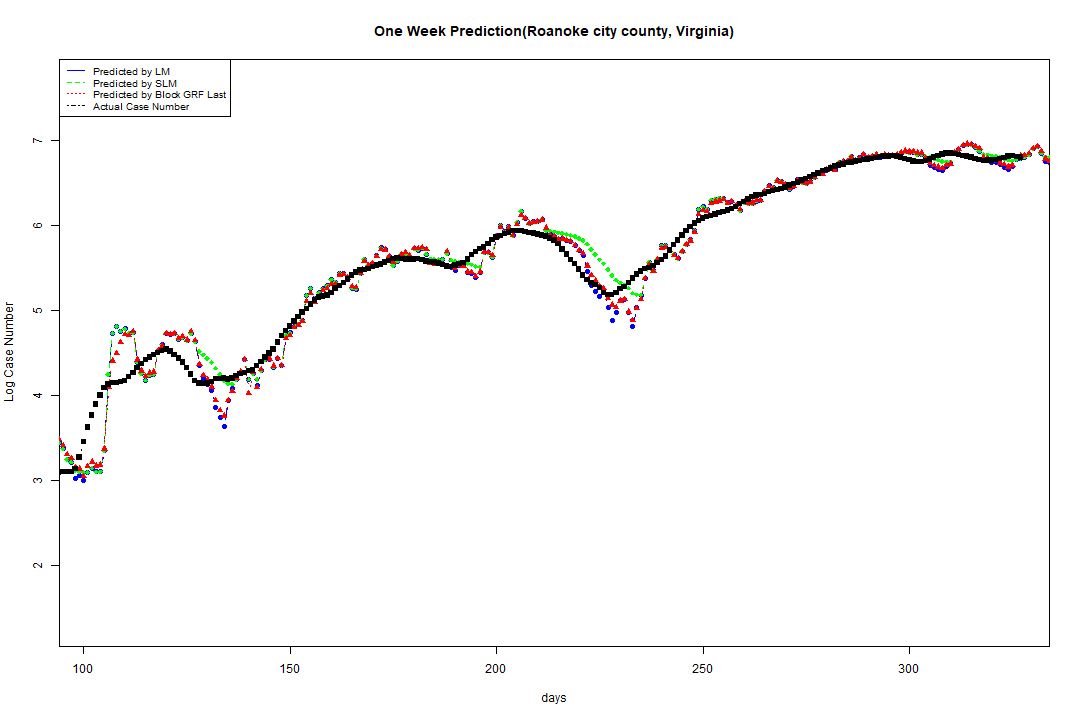 One Week Prediction(Roanoke city county, Virginia)
Predicted by LM
Predicted by SLM
Predicted by Block GRF Last
Actual Case Number
Log Case Number
7
6
5
4
3
2
100 150 200 250 300
days